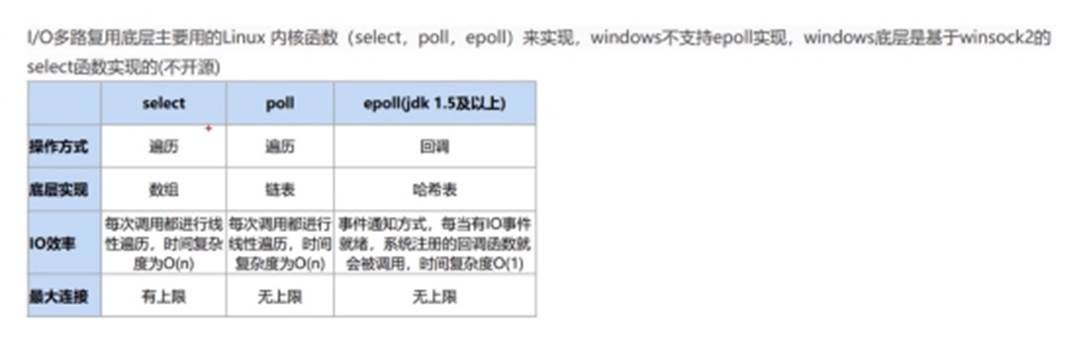 I/O多路复用底层主要用的Linux 内核函数（select，poll，epoll）来实现，windows不支持epoll实现，windows底层是基于winsock2的
select函数实现的(不开源)
select poll epoll(jdk 1.5及以上)
操作方式 遍历 遍历 回调
底层实现 数组 链表 哈希表
IO效率 每次调用都进行线性遍历，时间复杂度为O(n) 每次调用都进行线性遍历，时间复杂度为O(n) 事件通知方式，每当有IO事件就绪，系统注册的回调函数就会被调用，时间复杂度O(1)
最大连接 有上限 无上限 无上限